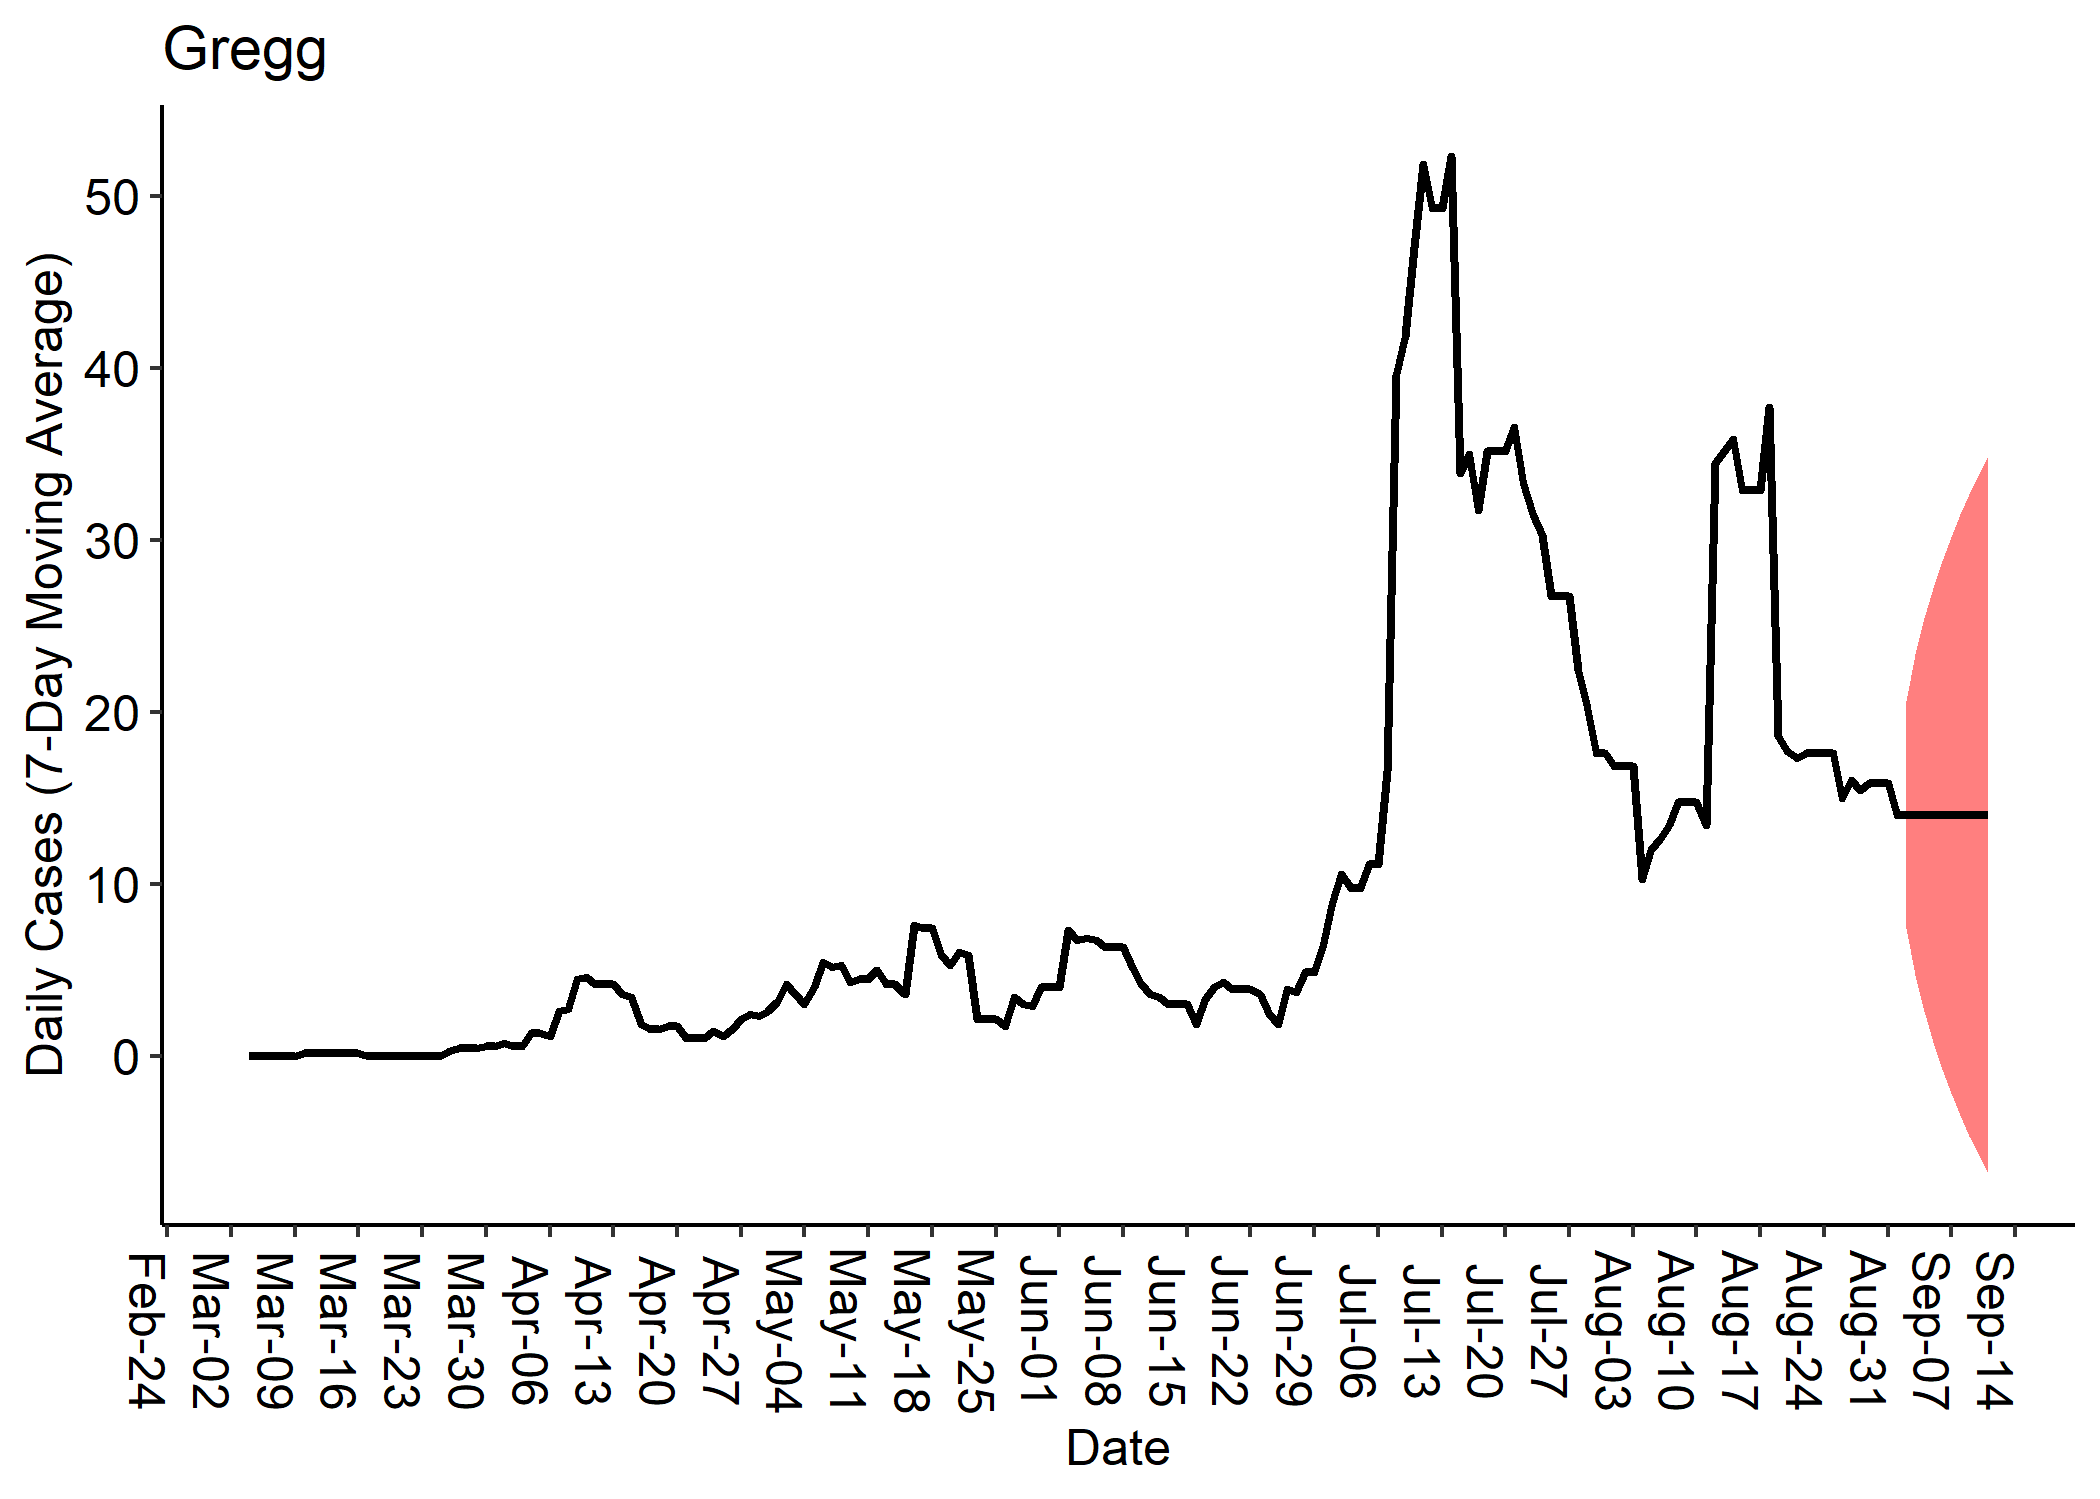 Gregg
Daily Cases (7-Day Moving Average)
50
40
30
20
10
0
Feb-24
Mar-02
Mar-09
Mar-16
Mar-23
Mar-30
Apr-06
Apr-13
Apr-20
Apr-27
May-04
May-11
May-18
May-25
Jun-01
Jun-08
Jun-15
Jun-22
Jun-29
Jul-06
Jul-13
Jul-20
Jul-27
Aug-03
Aug-10
Aug-17
Aug-24
Aug-31
Sep-07
Sep-14
Date